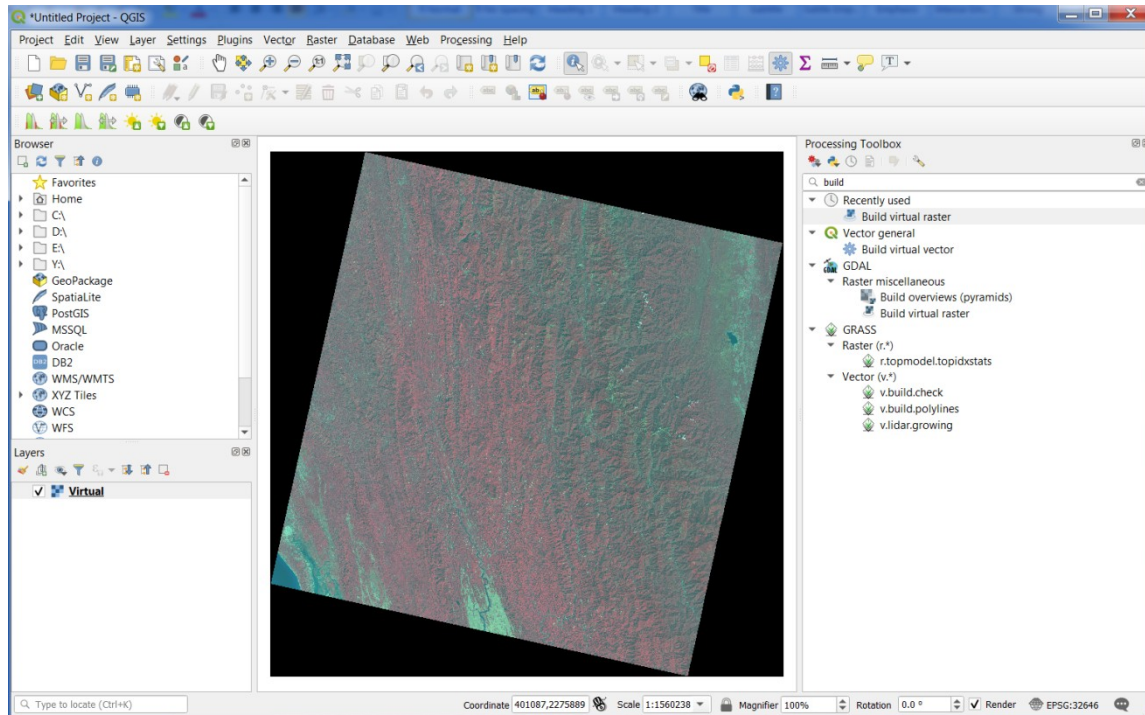 *Untitled Project - QGIS
Project Edit View Layer Settings Plugins Vector Raster Database Web Processing Help
Browser
Favorites
Home
C:\
D:\
E:\
Y:\
GeoPackage
SpatiaLite
PostGIS
MSSQL
Oracle
DB2
WMS/WMTS
XYZ Tiles
WCS
WFS
Layers
Virtual
Processing Toolbox
build
Recently used
Build virtual raster
Vector general
Build virtual vector
GDAL
Raster miscellaneous
Build overviews (pyramids)
Build virtual raster
GRASS
Raster (r.*)
r.topmodel.topidxstats
Vector (v.*)
v.build.check
v.build.polylines
v.lidar.growing
Type to locate (Ctrl+K) Coordinate 401087,2275889 Scale 1:1560238 Magnifier 100% Rotation 0.0 ° Render EPSG:32646